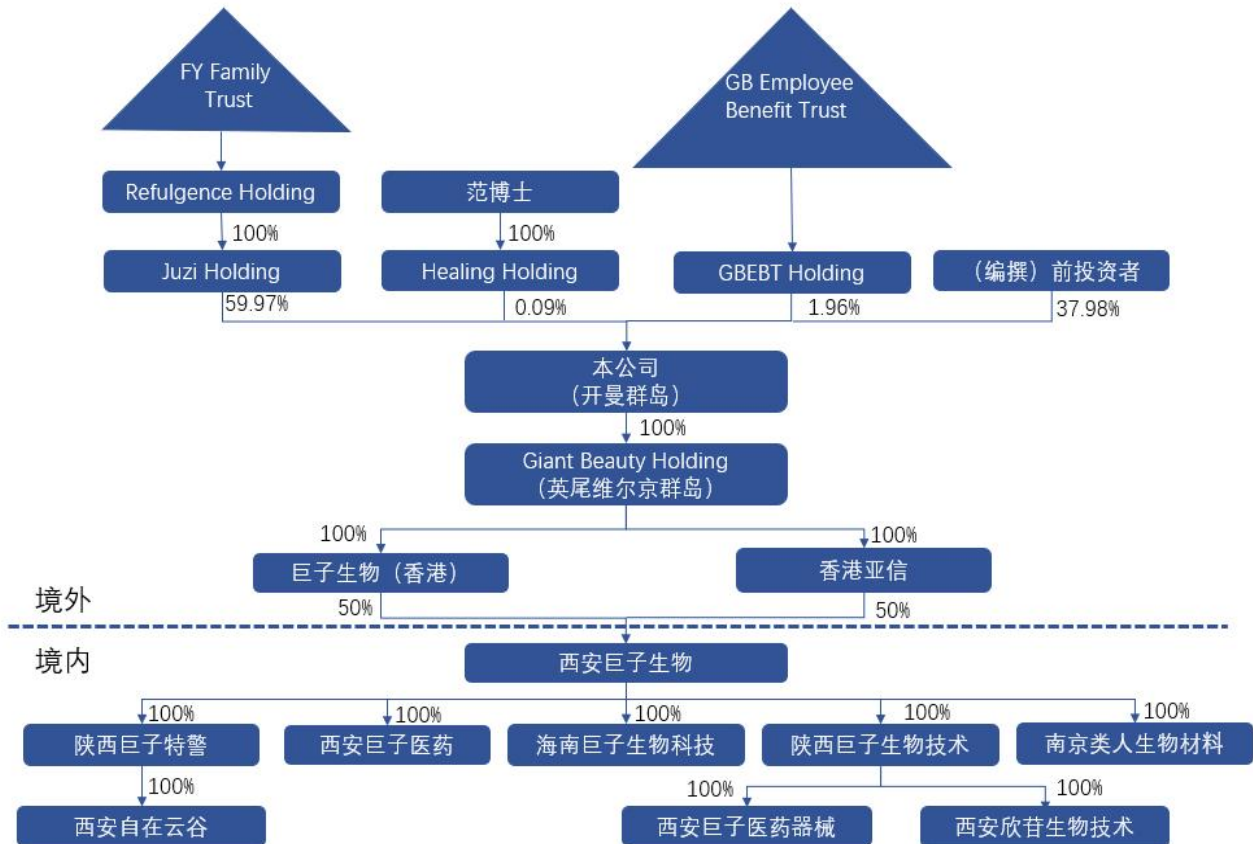 FY Family
Trust
GB Employee
Benefit Trust
Refulgence Holding
范博士
100%
100%
Juzi Holding
Healing Holding
GBEBT Holding
（编撰）前投资者
59.97%
0.09%
1.96%
37.98%
本公司
（开曼群岛）
100%
Giant Beauty Holding
（英尾维尔京群岛）
100%
100%
巨子生物（香港）
香港亚信
境外
50%
50%
境内
西安巨子生物
100%
100%
100%
100%
100%
陕西巨子特警
西安巨子医药
海南巨子生物科技
陕西巨子生物技术
南京类人生物材料
100%
100%
100%
西安自在云谷
西安巨子医药器械
西安欣苷生物技术